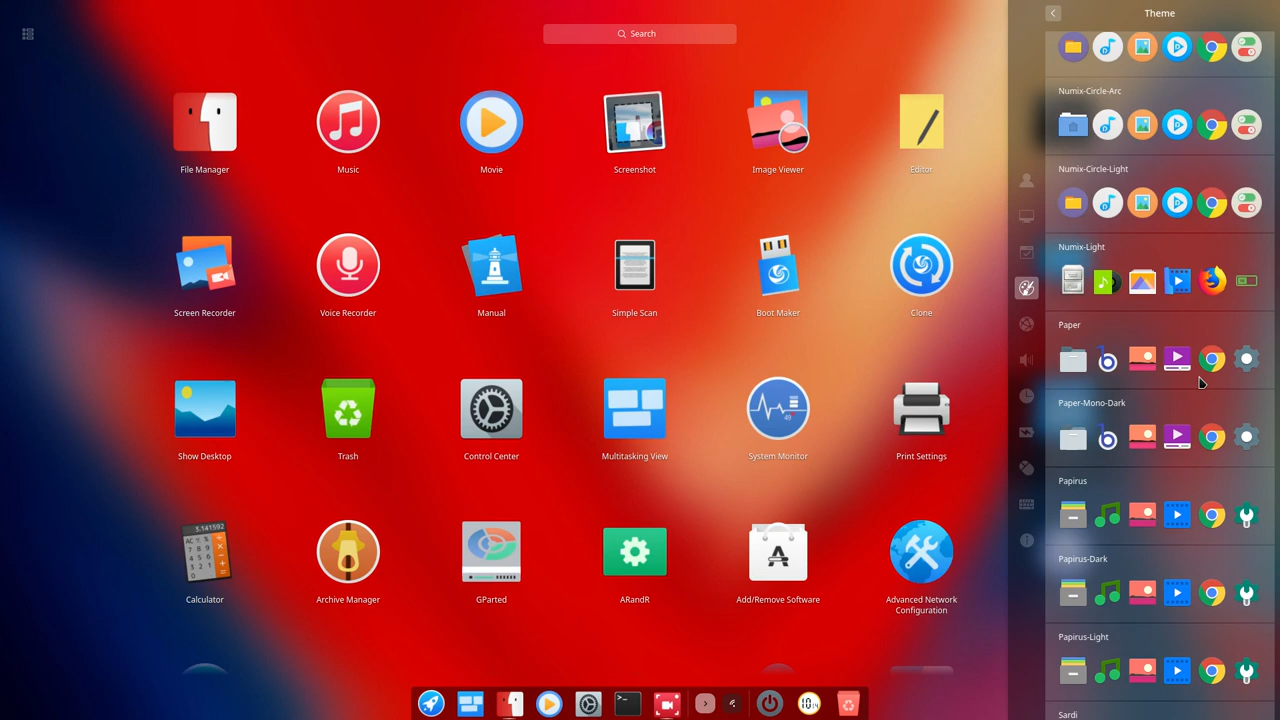 Search
File Manager
Music
Movie
Screenshot
Image Viewer
Editor
Screen Recorder
Voice Recorder
Manual
Simple Scan
Boot Maker
Clone
Show Desktop
Trash
Control Center
Multitasking View
System Monitor
Print Settings
3.141592
Calculator
Archive Manager
GParted
ARandR
Add/Remove Software
Advanced Network
Configuration
Theme
Numix-Circle-Arc
Numix-Circle-Light
Numix-Light
Paper
Paper-Mono-Dark
Papirus
Papirus-Dark
Papirus-Light
Sardi